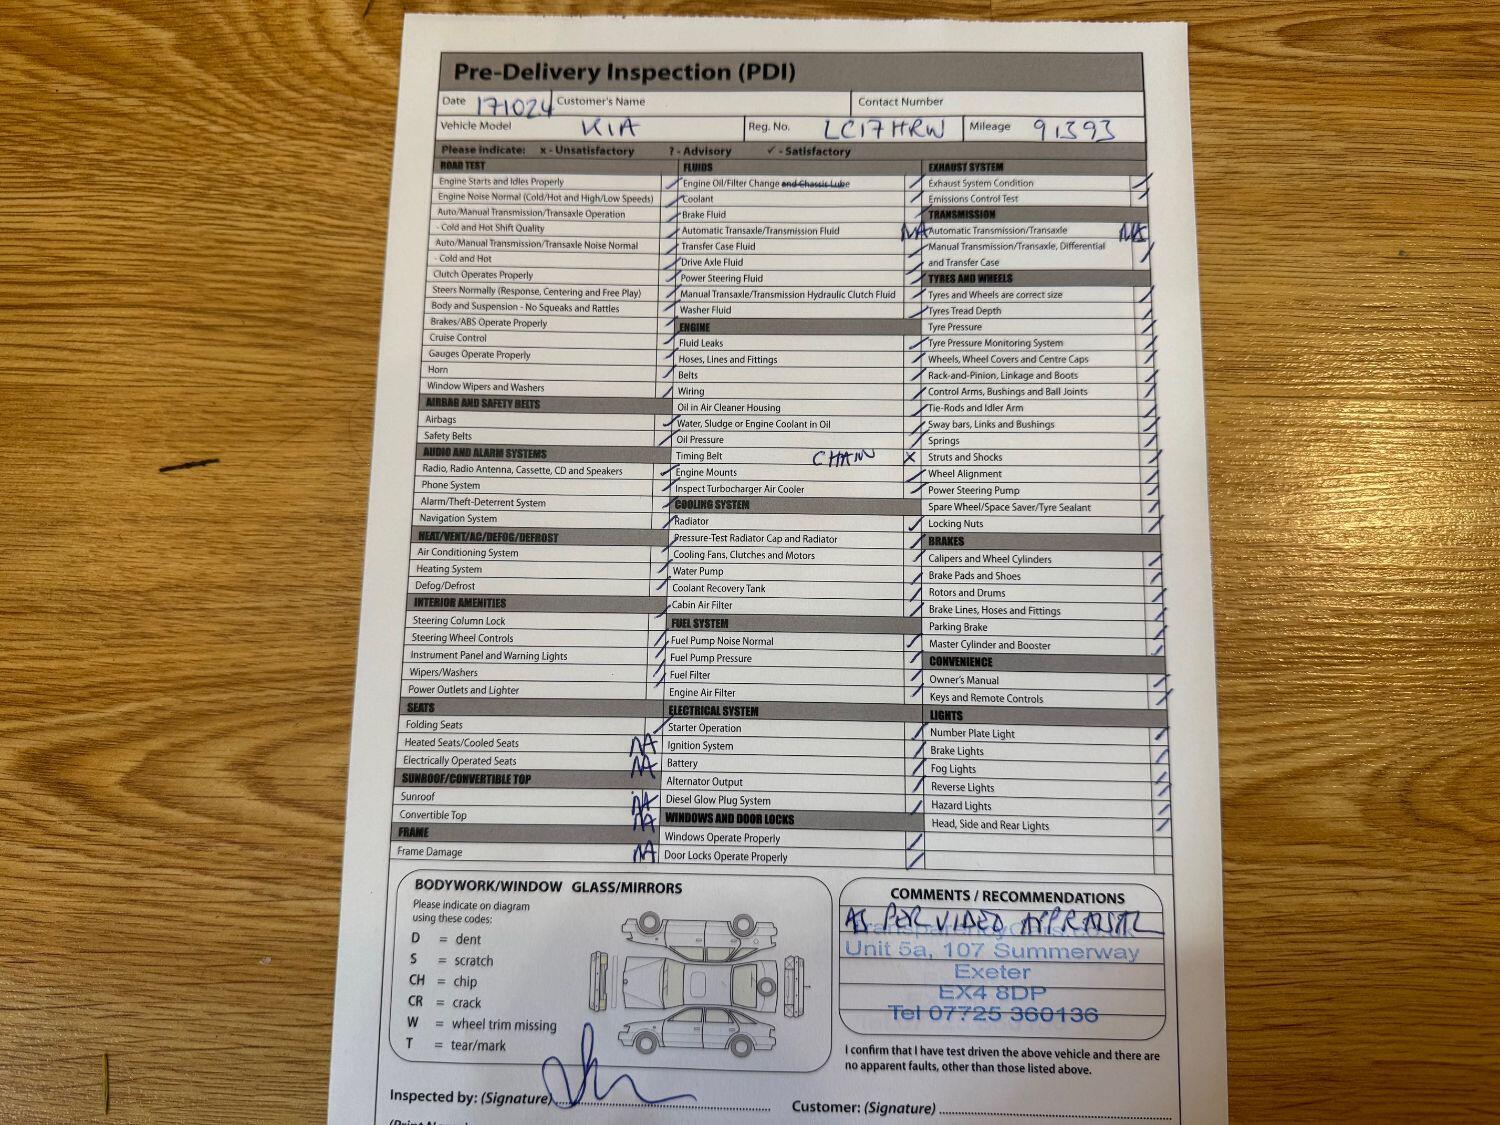 Pre-Delivery Inspection (PDI)
Date 171024 Customer's Name Contact Number
Vehicle Model KIA Reg. No. LC17HRW Mileage 91393
Please indicate: x - Unsatisfactory ? - Advisory ✓ - Satisfactory
ROAD TEST
Engine Starts and Idles Properly
Engine Noise Normal (Cold/Hot and High/Low Speeds)
Auto/Manual Transmission/Transaxle Operation
- Cold and Hot Shift Quality
Auto/Manual Transmission/Transaxle Noise Normal
- Cold and Hot
Clutch Operates Properly
Steers Normally (Response, Centering and Free Play)
Body and Suspension - No Squeaks and Rattles
Brakes/ABS Operate Properly
Cruise Control
Gauges Operate Properly
Horn
Window Wipers and Washers
AIRBAG AND SAFETY BELTS
Airbags
Safety Belts
AUDIO AND ALARM SYSTEMS
Radio, Radio Antenna, Cassette, CD and Speakers
Phone System
Alarm/Theft-Deterrent System
Navigation System
HEAT/VENT/AC/DEFOG/DEFROST
Air Conditioning System
Heating System
Defog/Defrost
INTERIOR AMENITIES
Steering Column Lock
Steering Wheel Controls
Instrument Panel and Warning Lights
Wipers/Washers
Power Outlets and Lighter
SEATS
Folding Seats
Heated Seats/Cooled Seats NA
Electrically Operated Seats NA
SUNROOF/CONVERTIBLE TOP
Sunroof NA
Convertible Top NA
FRAME
Frame Damage NA
FLUIDS
Engine Oil/Filter Change and Chassis Lube
Coolant
Brake Fluid
Automatic Transaxle/Transmission Fluid NA
Transfer Case Fluid
Drive Axle Fluid
Power Steering Fluid
Manual Transaxle/Transmission Hydraulic Clutch Fluid
Washer Fluid
ENGINE
Fluid Leaks
Hoses, Lines and Fittings
Belts
Wiring
Oil in Air Cleaner Housing
Water, Sludge or Engine Coolant in Oil
Oil Pressure
Timing Belt CHAIN x
Engine Mounts
Inspect Turbocharger Air Cooler
COOLING SYSTEM
Radiator
Pressure-Test Radiator Cap and Radiator
Cooling Fans, Clutches and Motors
Water Pump
Coolant Recovery Tank
Cabin Air Filter
FUEL SYSTEM
Fuel Pump Noise Normal
Fuel Pump Pressure
Fuel Filter
Engine Air Filter
ELECTRICAL SYSTEM
Starter Operation
Ignition System
Battery
Alternator Output
Diesel Glow Plug System
WINDOWS AND DOOR LOCKS
Windows Operate Properly
Door Locks Operate Properly
EXHAUST SYSTEM
Exhaust System Condition
Emissions Control Test
TRANSMISSION
Automatic Transmission/Transaxle NA
Manual Transmission/Transaxle, Differential
and Transfer Case
TYRES AND WHEELS
Tyres and Wheels are correct size
Tyres Tread Depth
Tyre Pressure
Tyre Pressure Monitoring System
Wheels, Wheel Covers and Centre Caps
Rack-and-Pinion, Linkage and Boots
Control Arms, Bushings and Ball Joints
Tie-Rods and Idler Arm
Sway bars, Links and Bushings
Springs
Struts and Shocks
Wheel Alignment
Power Steering Pump
Spare Wheel/Space Saver/Tyre Sealant
Locking Nuts
BRAKES
Calipers and Wheel Cylinders
Brake Pads and Shoes
Rotors and Drums
Brake Lines, Hoses and Fittings
Parking Brake
Master Cylinder and Booster
CONVENIENCE
Owner's Manual
Keys and Remote Controls
LIGHTS
Number Plate Light
Brake Lights
Fog Lights
Reverse Lights
Hazard Lights
Head, Side and Rear Lights
BODYWORK/WINDOW GLASS/MIRRORS
Please indicate on diagram
using these codes:
D = dent
S = scratch
CH = chip
CR = crack
W = wheel trim missing
T = tear/mark
COMMENTS / RECOMMENDATIONS
AS PER VIDEO APPRAISAL
Unit 5a, 107 Summerway
Exeter
EX4 8DP
Tel 07725 360136
I confirm that I have test driven the above vehicle and there are
no apparent faults, other than those listed above.
Inspected by: (Signature)
Customer: (Signature)